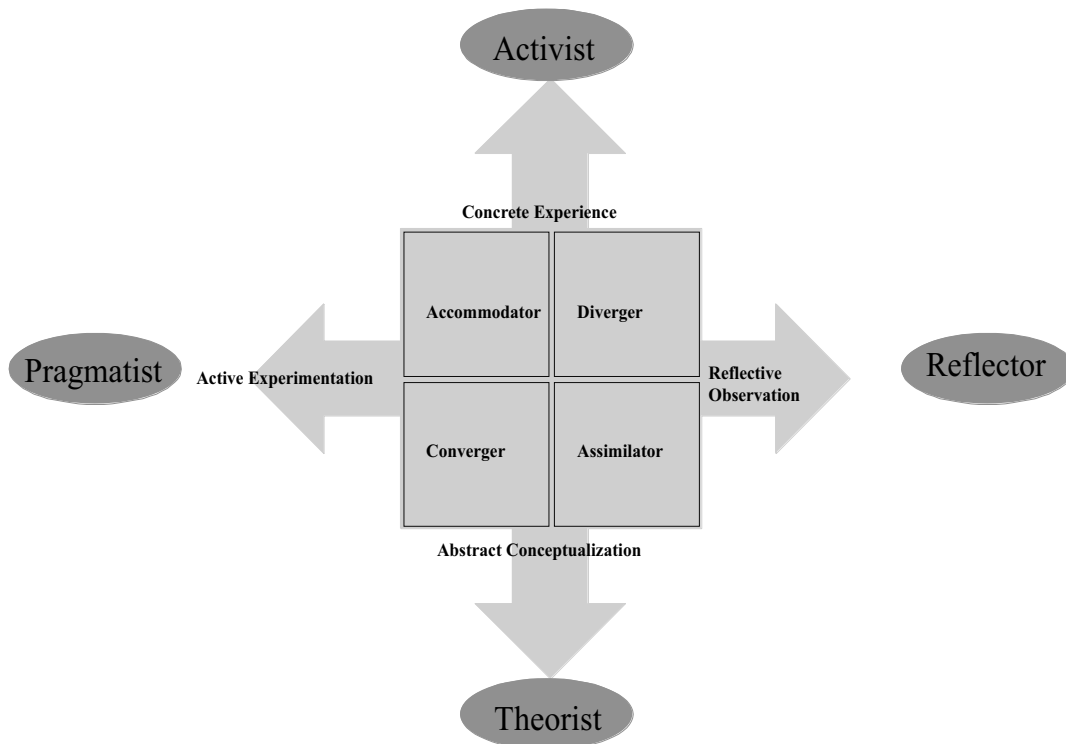 Activist
Concrete Experience
Accommodator
Diverger
Pragmatist
Active Experimentation
Reflective
Observation
Reflector
Converger
Assimilator
Abstract Conceptualization
Theorist